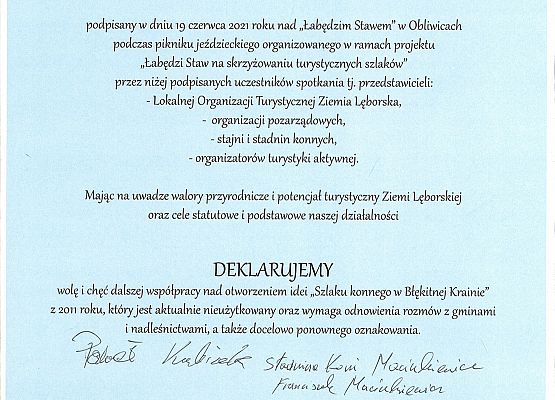 podpisany w dniu 19 czerwca 2021 roku nad „Łabędzim Stawem” w Obliwicach
podczas pikniku jeździeckiego organizowanego w ramach projektu
„Łabędzi Staw na skrzyżowaniu turystycznych szlaków”
przez niżej podpisanych uczestników spotkania tj. przedstawicieli:
- Lokalnej Organizacji Turystycznej Ziemia Lęborska,
- organizacji pozarządowych,
- stajni i stadnin konnych,
- organizatorów turystyki aktywnej.
Mając na uwadze walory przyrodnicze i potencjał turystyczny Ziemi Lęborskiej
oraz cele statutowe i podstawowe naszej działalności
DEKLARUJEMY
wolę i chęć dalszej współpracy nad otworzeniem idei „Szlaku konnego w Błękitnej Krainie”
z 2011 roku, który jest aktualnie nieużytkowany oraz wymaga odnowienia rozmów z gminami
i nadleśnictwami, a także docelowo ponownego oznakowania.
Stadnina Koni Maciukiewicz
Franciszek Maciukiewicz